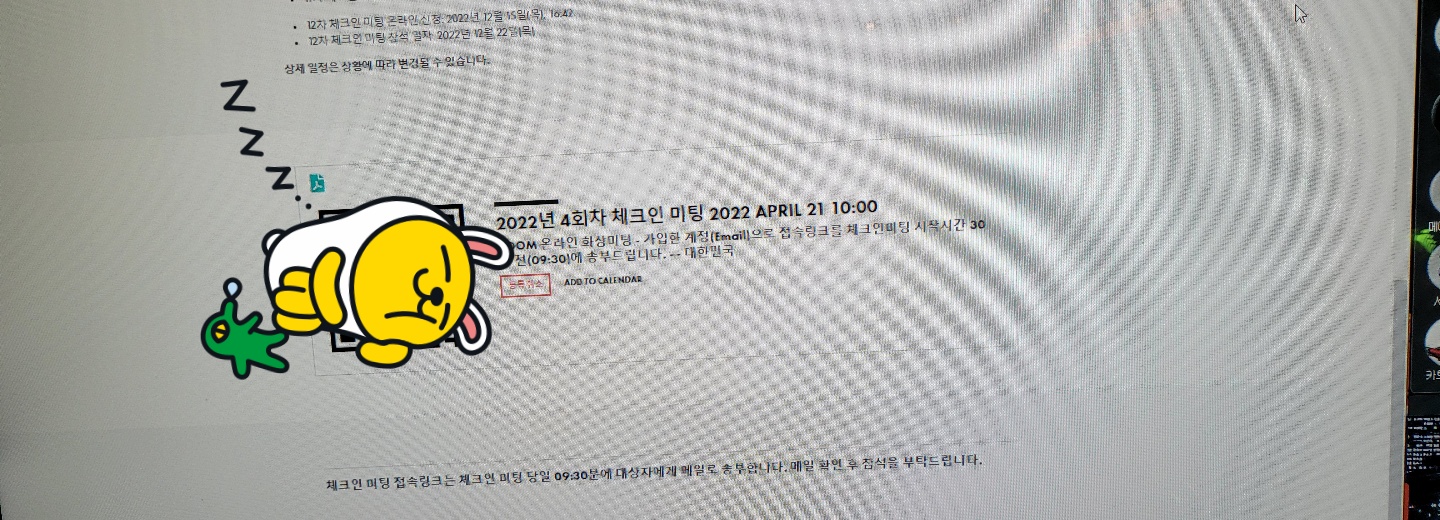 12차 체크인 미팅 온라인 신청: 2022년 12월 15일(목), 16:42
12차 체크인 미팅 참석 일자: 2022년 12월 22일(목)
상세 일정은 상황에 따라 변경될 수 있습니다.
Z
Z
Z
2022년 4회차 체크인 미팅 2022 APRIL 21 10:00
온라인 화상미팅 - 가입한 계정(Email)으로 접속링크를 체크인미팅 시작시간 30
전(09:30)에 송부드립니다. -- 대한민국
등록취소 ADD TO CALENDAR
체크인 미팅 접속링크는 체크인 미팅 당일 09:30분에 대상자에게 메일로 송부합니다. 메일 확인 후 참석을 부탁드립니다.